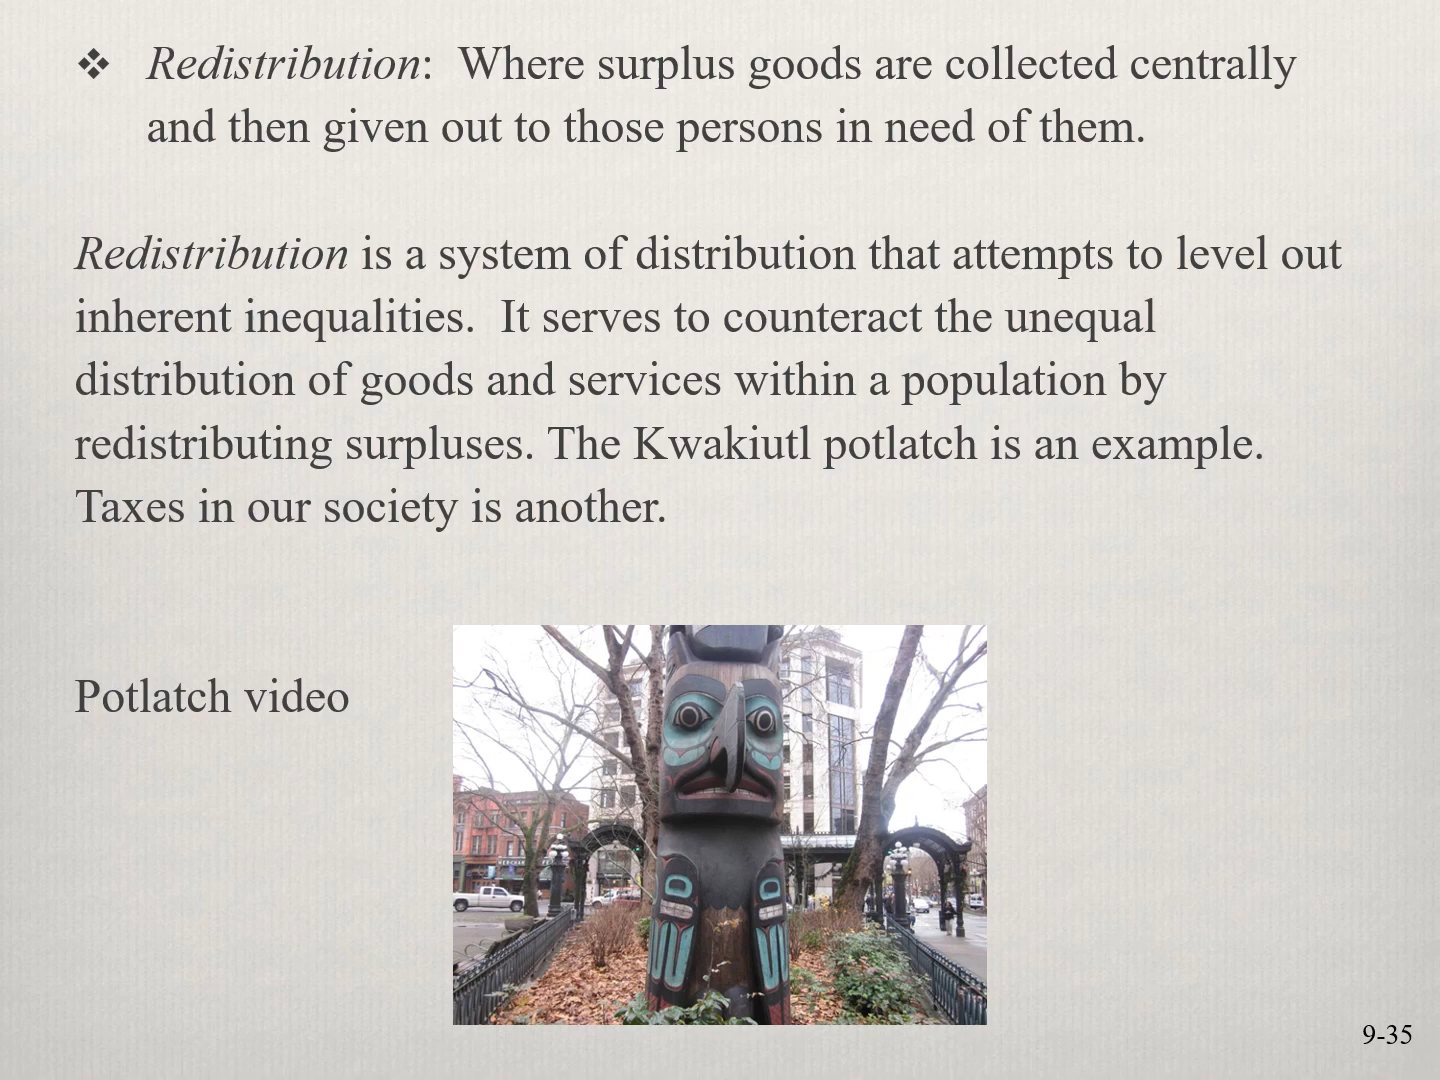 ❖ Redistribution:  Where surplus goods are collected centrally
and then given out to those persons in need of them.
Redistribution is a system of distribution that attempts to level out
inherent inequalities.  It serves to counteract the unequal
distribution of goods and services within a population by
redistributing surpluses. The Kwakiutl potlatch is an example.
Taxes in our society is another.
Potlatch video
9-35